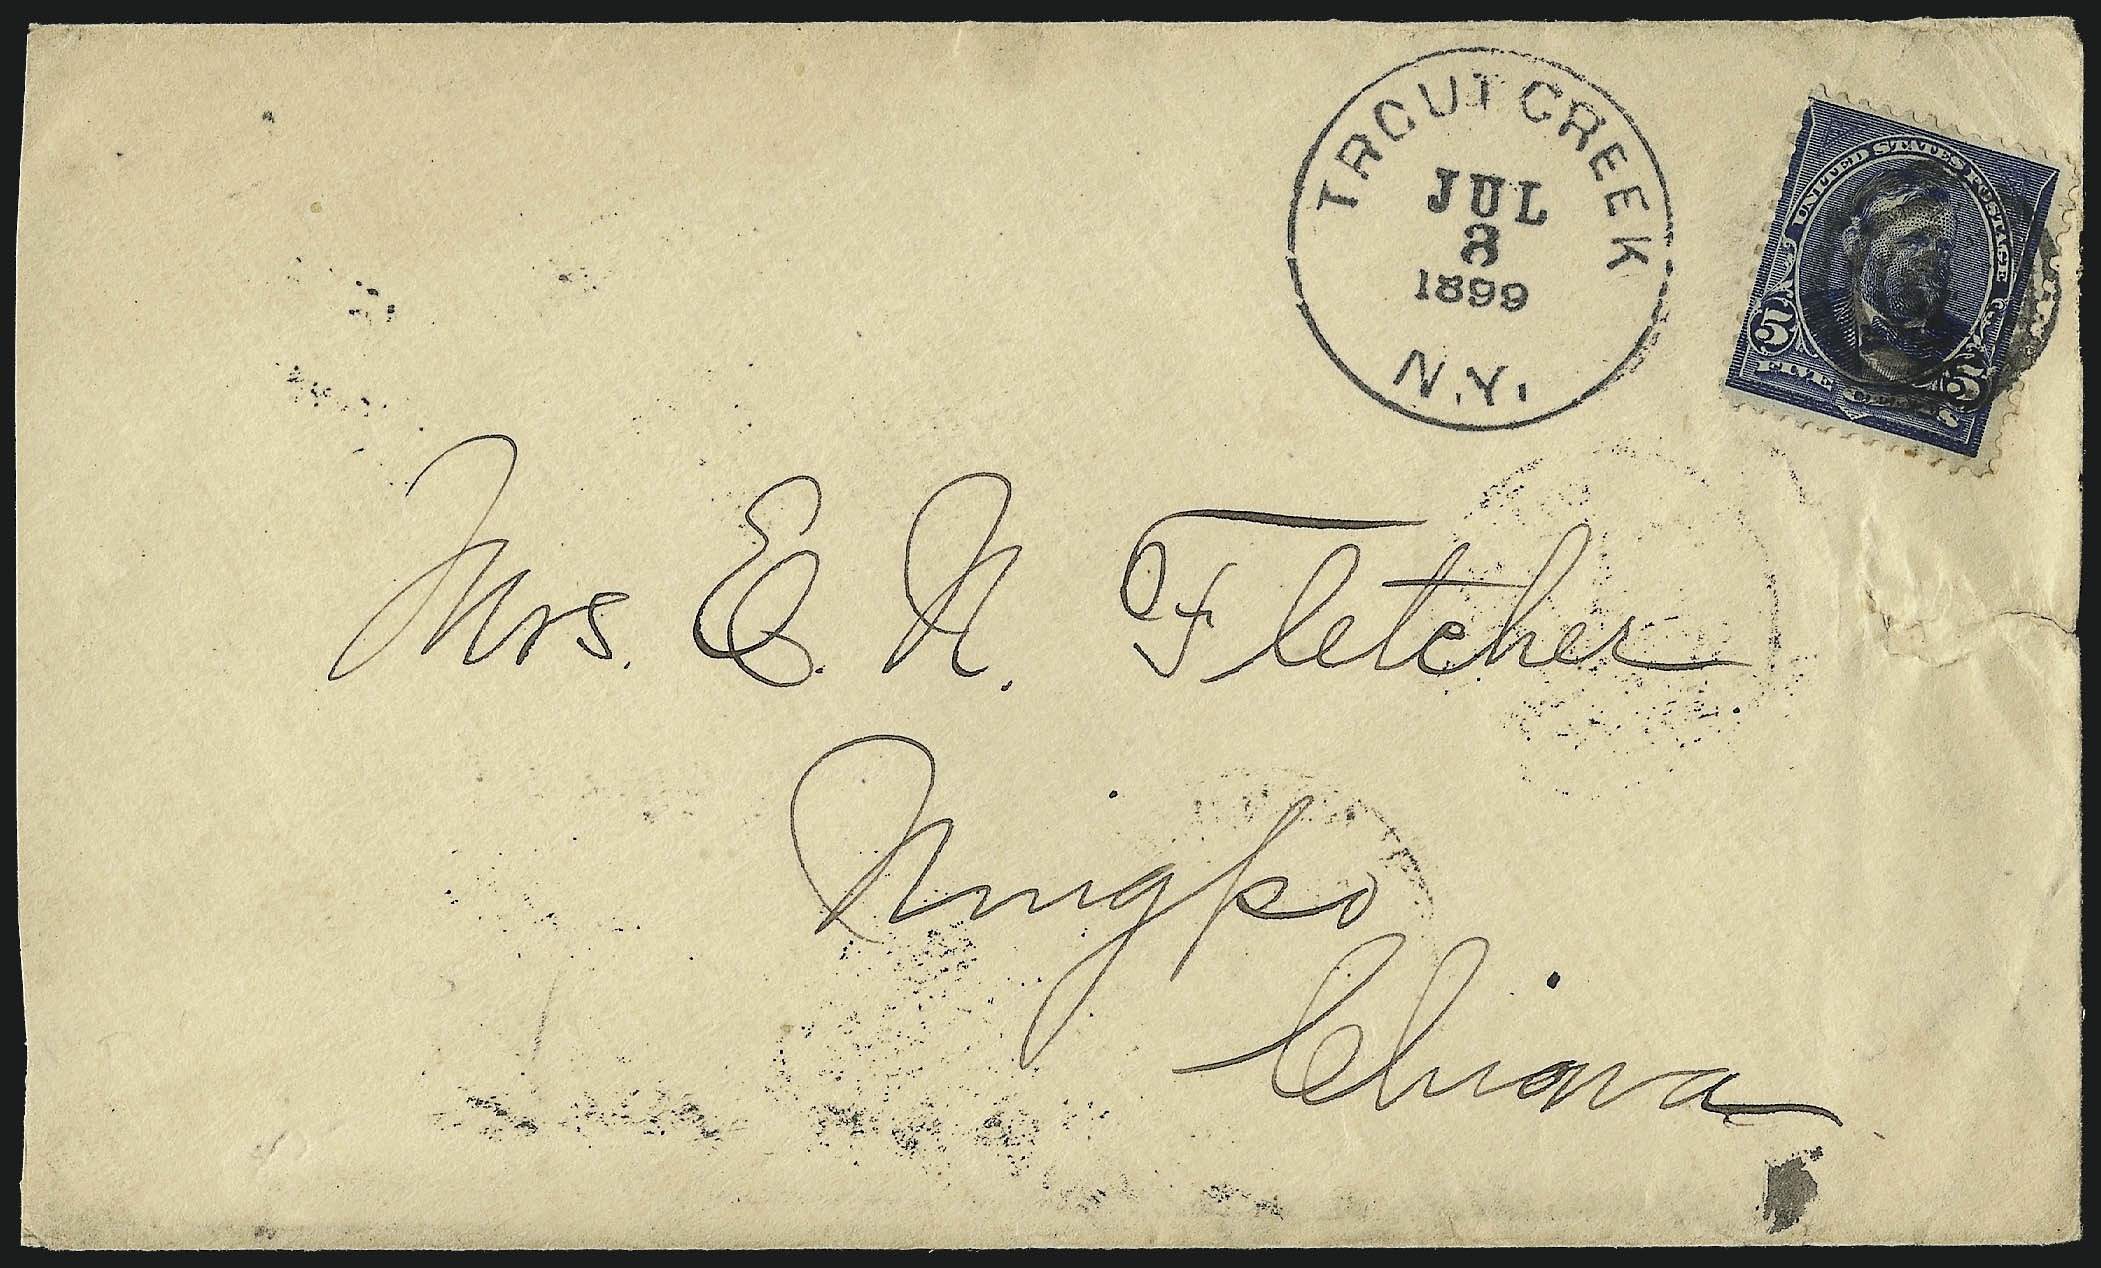 TROUT CREEK
JUL
8
1899
N.Y.
UNITED STATES POSTAGE
5 5
FIVE CENTS
Mrs. E. N. Fletcher
Ningpo
China